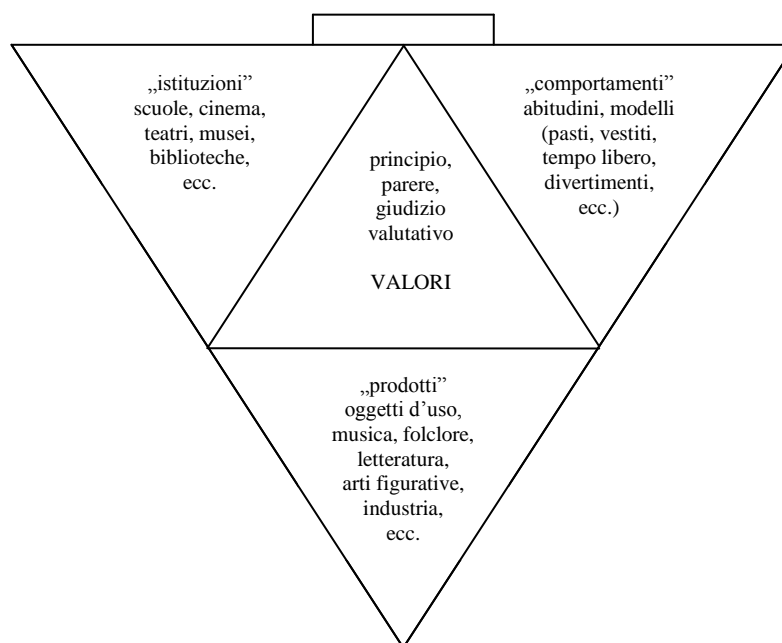 „istituzioni”
scuole, cinema,
teatri, musei,
biblioteche,
ecc.
„comportamenti”
abitudini, modelli
(pasti, vestiti,
tempo libero,
divertimenti,
ecc.)
principio,
parere,
giudizio
valutativo
VALORI
„prodotti”
oggetti d’uso,
musica, folclore,
letteratura,
arti figurative,
industria,
ecc.